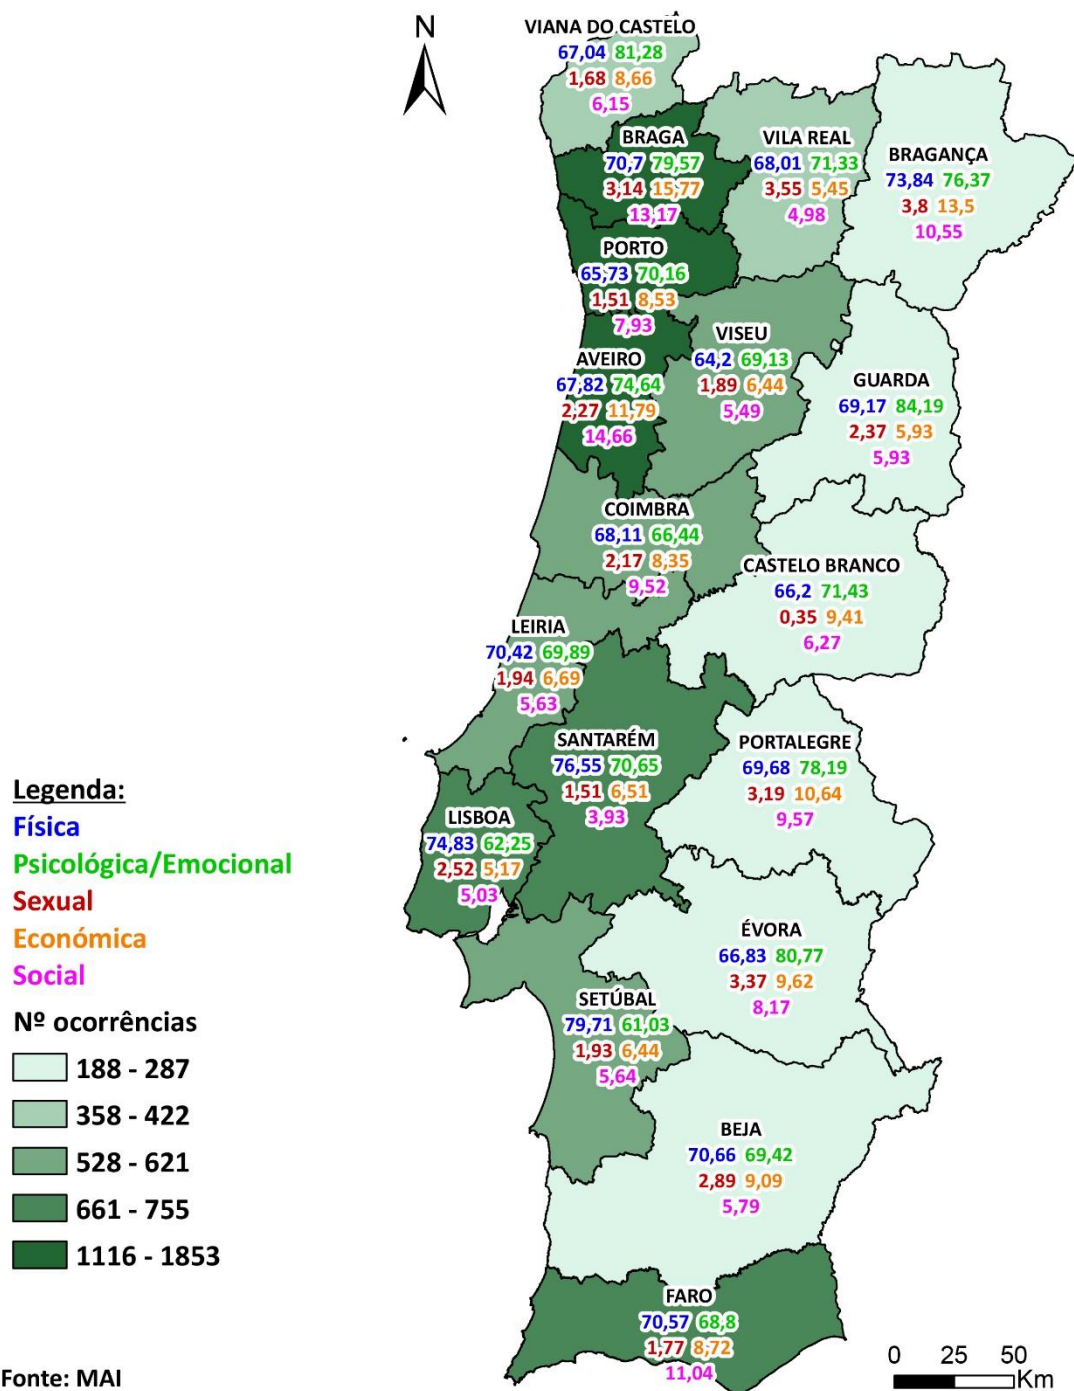 N
VIANA DO CASTELO
67,04 81,28
1,68 8,66
6,15
BRAGA
70,7 79,57
3,14 15,77
13,17
VILA REAL
68,01 71,33
3,55 5,45
4,98
BRAGANÇA
73,84 76,37
3,8 13,5
10,55
PORTO
65,73 70,16
1,51 8,53
7,93
VISEU
64,2 69,13
1,89 6,44
5,49
AVEIRO
67,82 74,64
2,27 11,79
14,66
GUARDA
69,17 84,19
2,37 5,93
5,93
COIMBRA
68,11 66,44
2,17 8,35
9,52
CASTELO BRANCO
66,2 71,43
0,35 9,41
6,27
LEIRIA
70,42 69,89
1,94 6,69
5,63
SANTARÉM
76,55 70,65
1,51 6,51
3,93
PORTALEGRE
69,68 78,19
3,19 10,64
9,57
LISBOA
74,83 62,25
2,52 5,17
5,03
ÉVORA
66,83 80,77
3,37 9,62
8,17
SETÚBAL
79,71 61,03
1,93 6,44
5,64
BEJA
70,66 69,42
2,89 9,09
5,79
FARO
70,57 68,8
1,77 8,72
11,04
Legenda:
Física
Psicológica/Emocional
Sexual
Económica
Social
Nº ocorrências
188 - 287
358 - 422
528 - 621
661 - 755
1116 - 1853
Fonte: MAI
0 25 50
Km